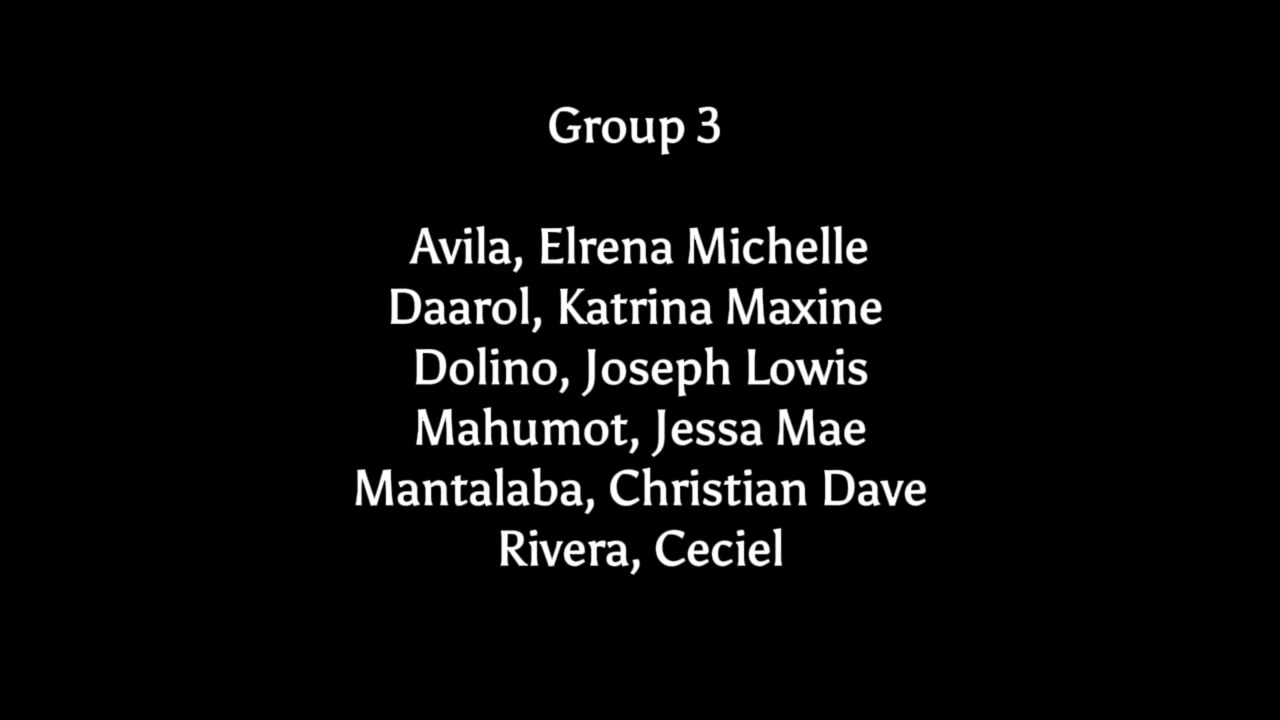 Group 3
Avila, Elrena Michelle
Daarol, Katrina Maxine
Dolino, Joseph Lowis
Mahumot, Jessa Mae
Mantalaba, Christian Dave
Rivera, Ceciel